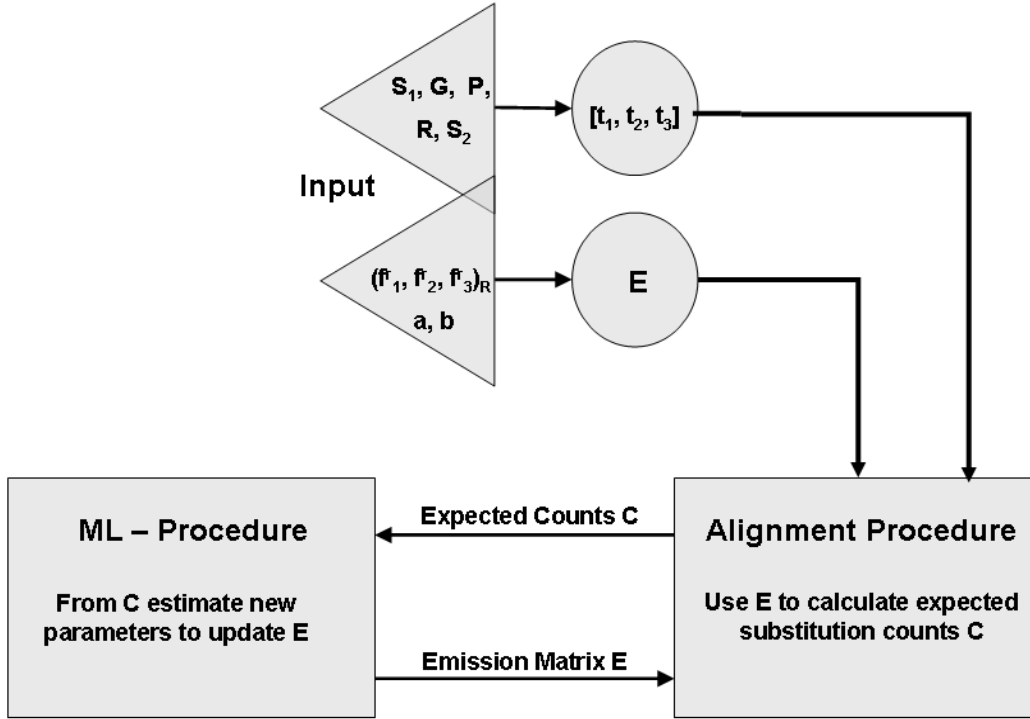 S₁, G, P,
R, S₂
[t₁, t₂, t₃]
Input
(fʳ₁, fʳ₂, fʳ₃)R
a, b
E
ML – Procedure
From C estimate new
parameters to update E
Expected Counts C
Emission Matrix E
Alignment Procedure
Use E to calculate expected
substitution counts C